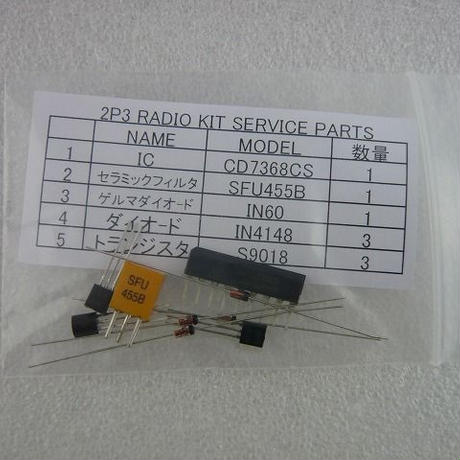 2P3 RADIO KIT SERVICE PARTS
NAME MODEL 数量
1 IC CD7368CS 1
2 セラミックフィルタ SFU455B 1
3 ゲルマダイオード IN60 1
4 ダイオード IN4148 3
5 トランジスタ S9018 3
SFU
455B